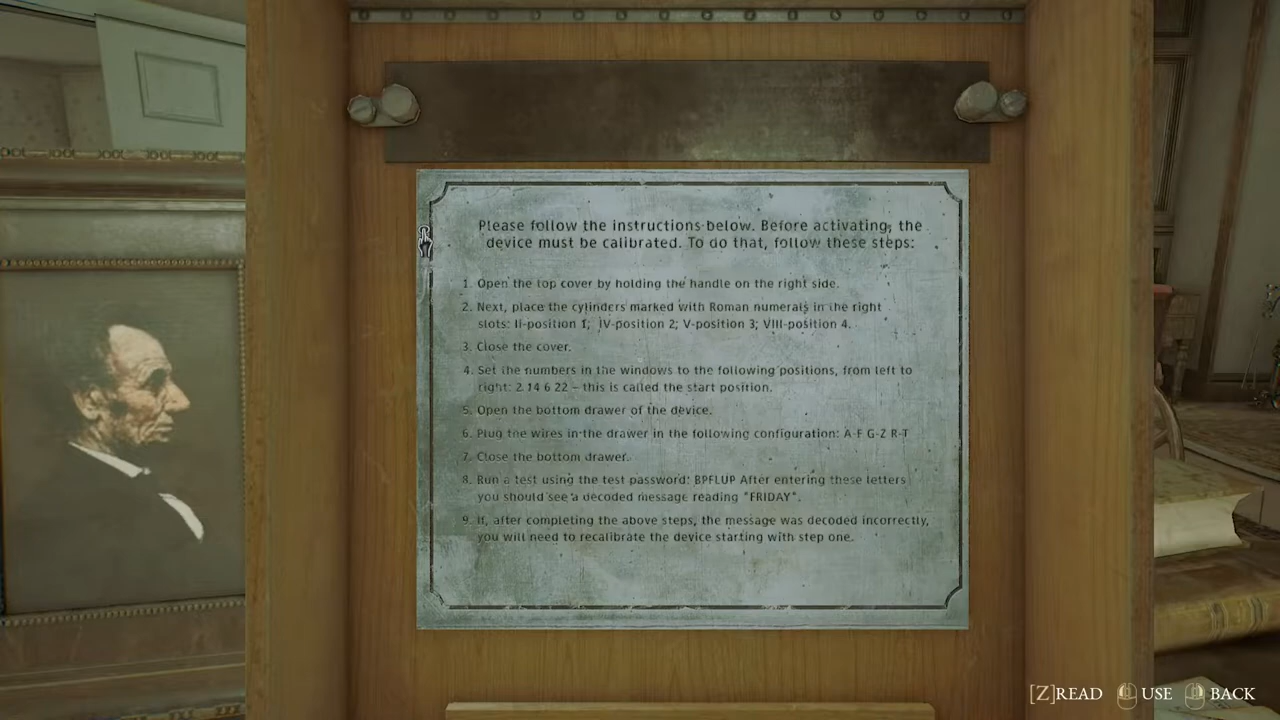 Please follow the instructions below. Before activating, the
device must be calibrated. To do that, follow these steps:
1. Open the top cover by holding the handle on the right side.
2. Next, place the cylinders marked with Roman numerals in the right
slots: II-position 1; IV-position 2; V-position 3; VIII-position 4.
3. Close the cover.
4. Set the numbers in the windows to the following positions, from left to
right: 2 14 6 22 – this is called the start position.
5. Open the bottom drawer of the device.
6. Plug the wires in the drawer in the following configuration: A-F G-Z R-T
7. Close the bottom drawer.
8. Run a test using the test password: BPFLUP After entering these letters
you should see a decoded message reading "FRIDAY".
9. If, after completing the above steps, the message was decoded incorrectly,
you will need to recalibrate the device starting with step one.
[Z]READ USE BACK